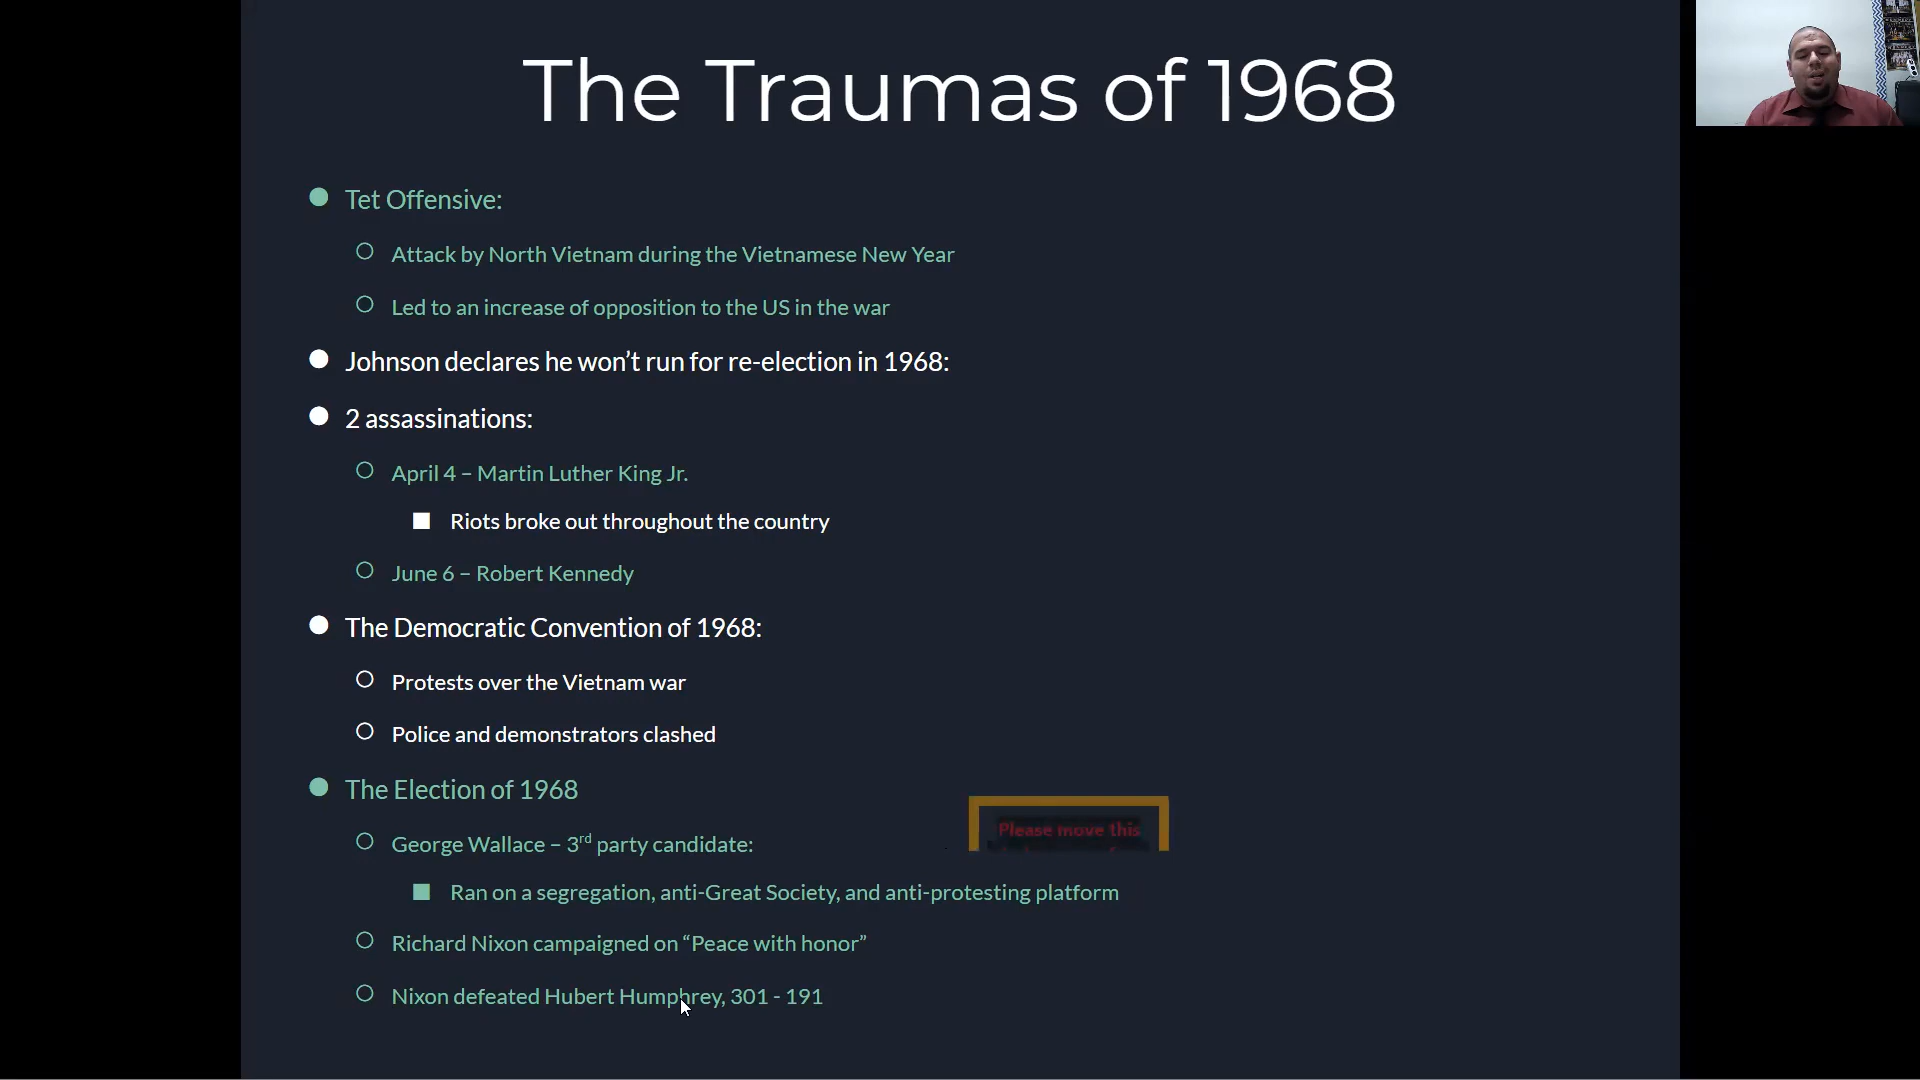 The Traumas of 1968
Tet Offensive:
Attack by North Vietnam during the Vietnamese New Year
Led to an increase of opposition to the US in the war
Johnson declares he won’t run for re-election in 1968:
2 assassinations:
April 4 – Martin Luther King Jr.
Riots broke out throughout the country
June 6 – Robert Kennedy
The Democratic Convention of 1968:
Protests over the Vietnam war
Police and demonstrators clashed
The Election of 1968
Please move this
George Wallace – 3rd party candidate:
Ran on a segregation, anti-Great Society, and anti-protesting platform
Richard Nixon campaigned on “Peace with honor”
Nixon defeated Hubert Humphrey, 301 - 191